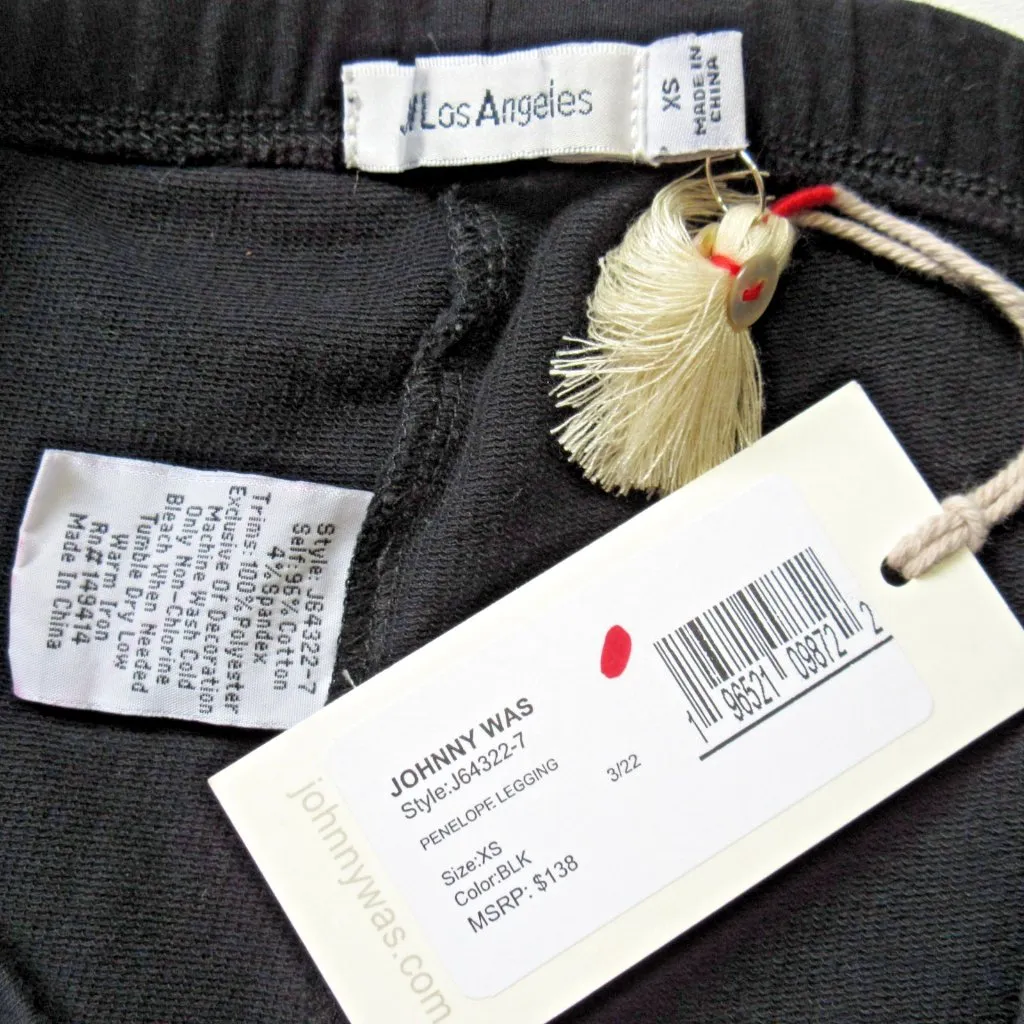 Los Angeles
XS
MADE IN
CHINA
Style: J64322-7
Self:96% Cotton
4% Spandex
Trims: 100% Polyester
Exclusive Of Decoration
Machine Wash Cold
Only Non-Chlorine
Bleach When Needed
Tumble Dry Low
Warm Iron
Rn# 149414
Made In China
1 96521 09872 2
JOHNNY WAS
Style:J64322-7
PENELOPE LEGGING
3/22
Size:XS
Color:BLK
MSRP: $138
johnnywas.com